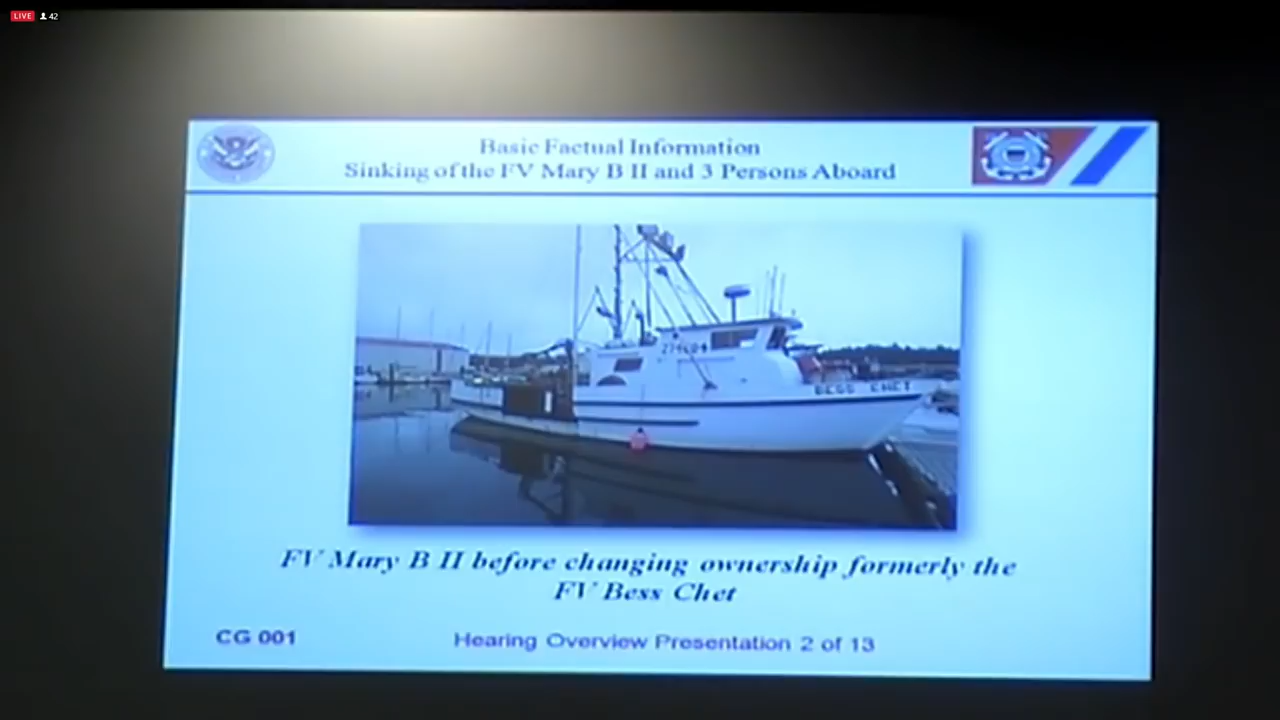 LIVE 42
Basic Factual Information
Sinking of the FV Mary B II and 3 Persons Aboard
BESS CHET
FV Mary B II before changing ownership formerly the
FV Bess Chet
CG 001
Hearing Overview Presentation 2 of 13